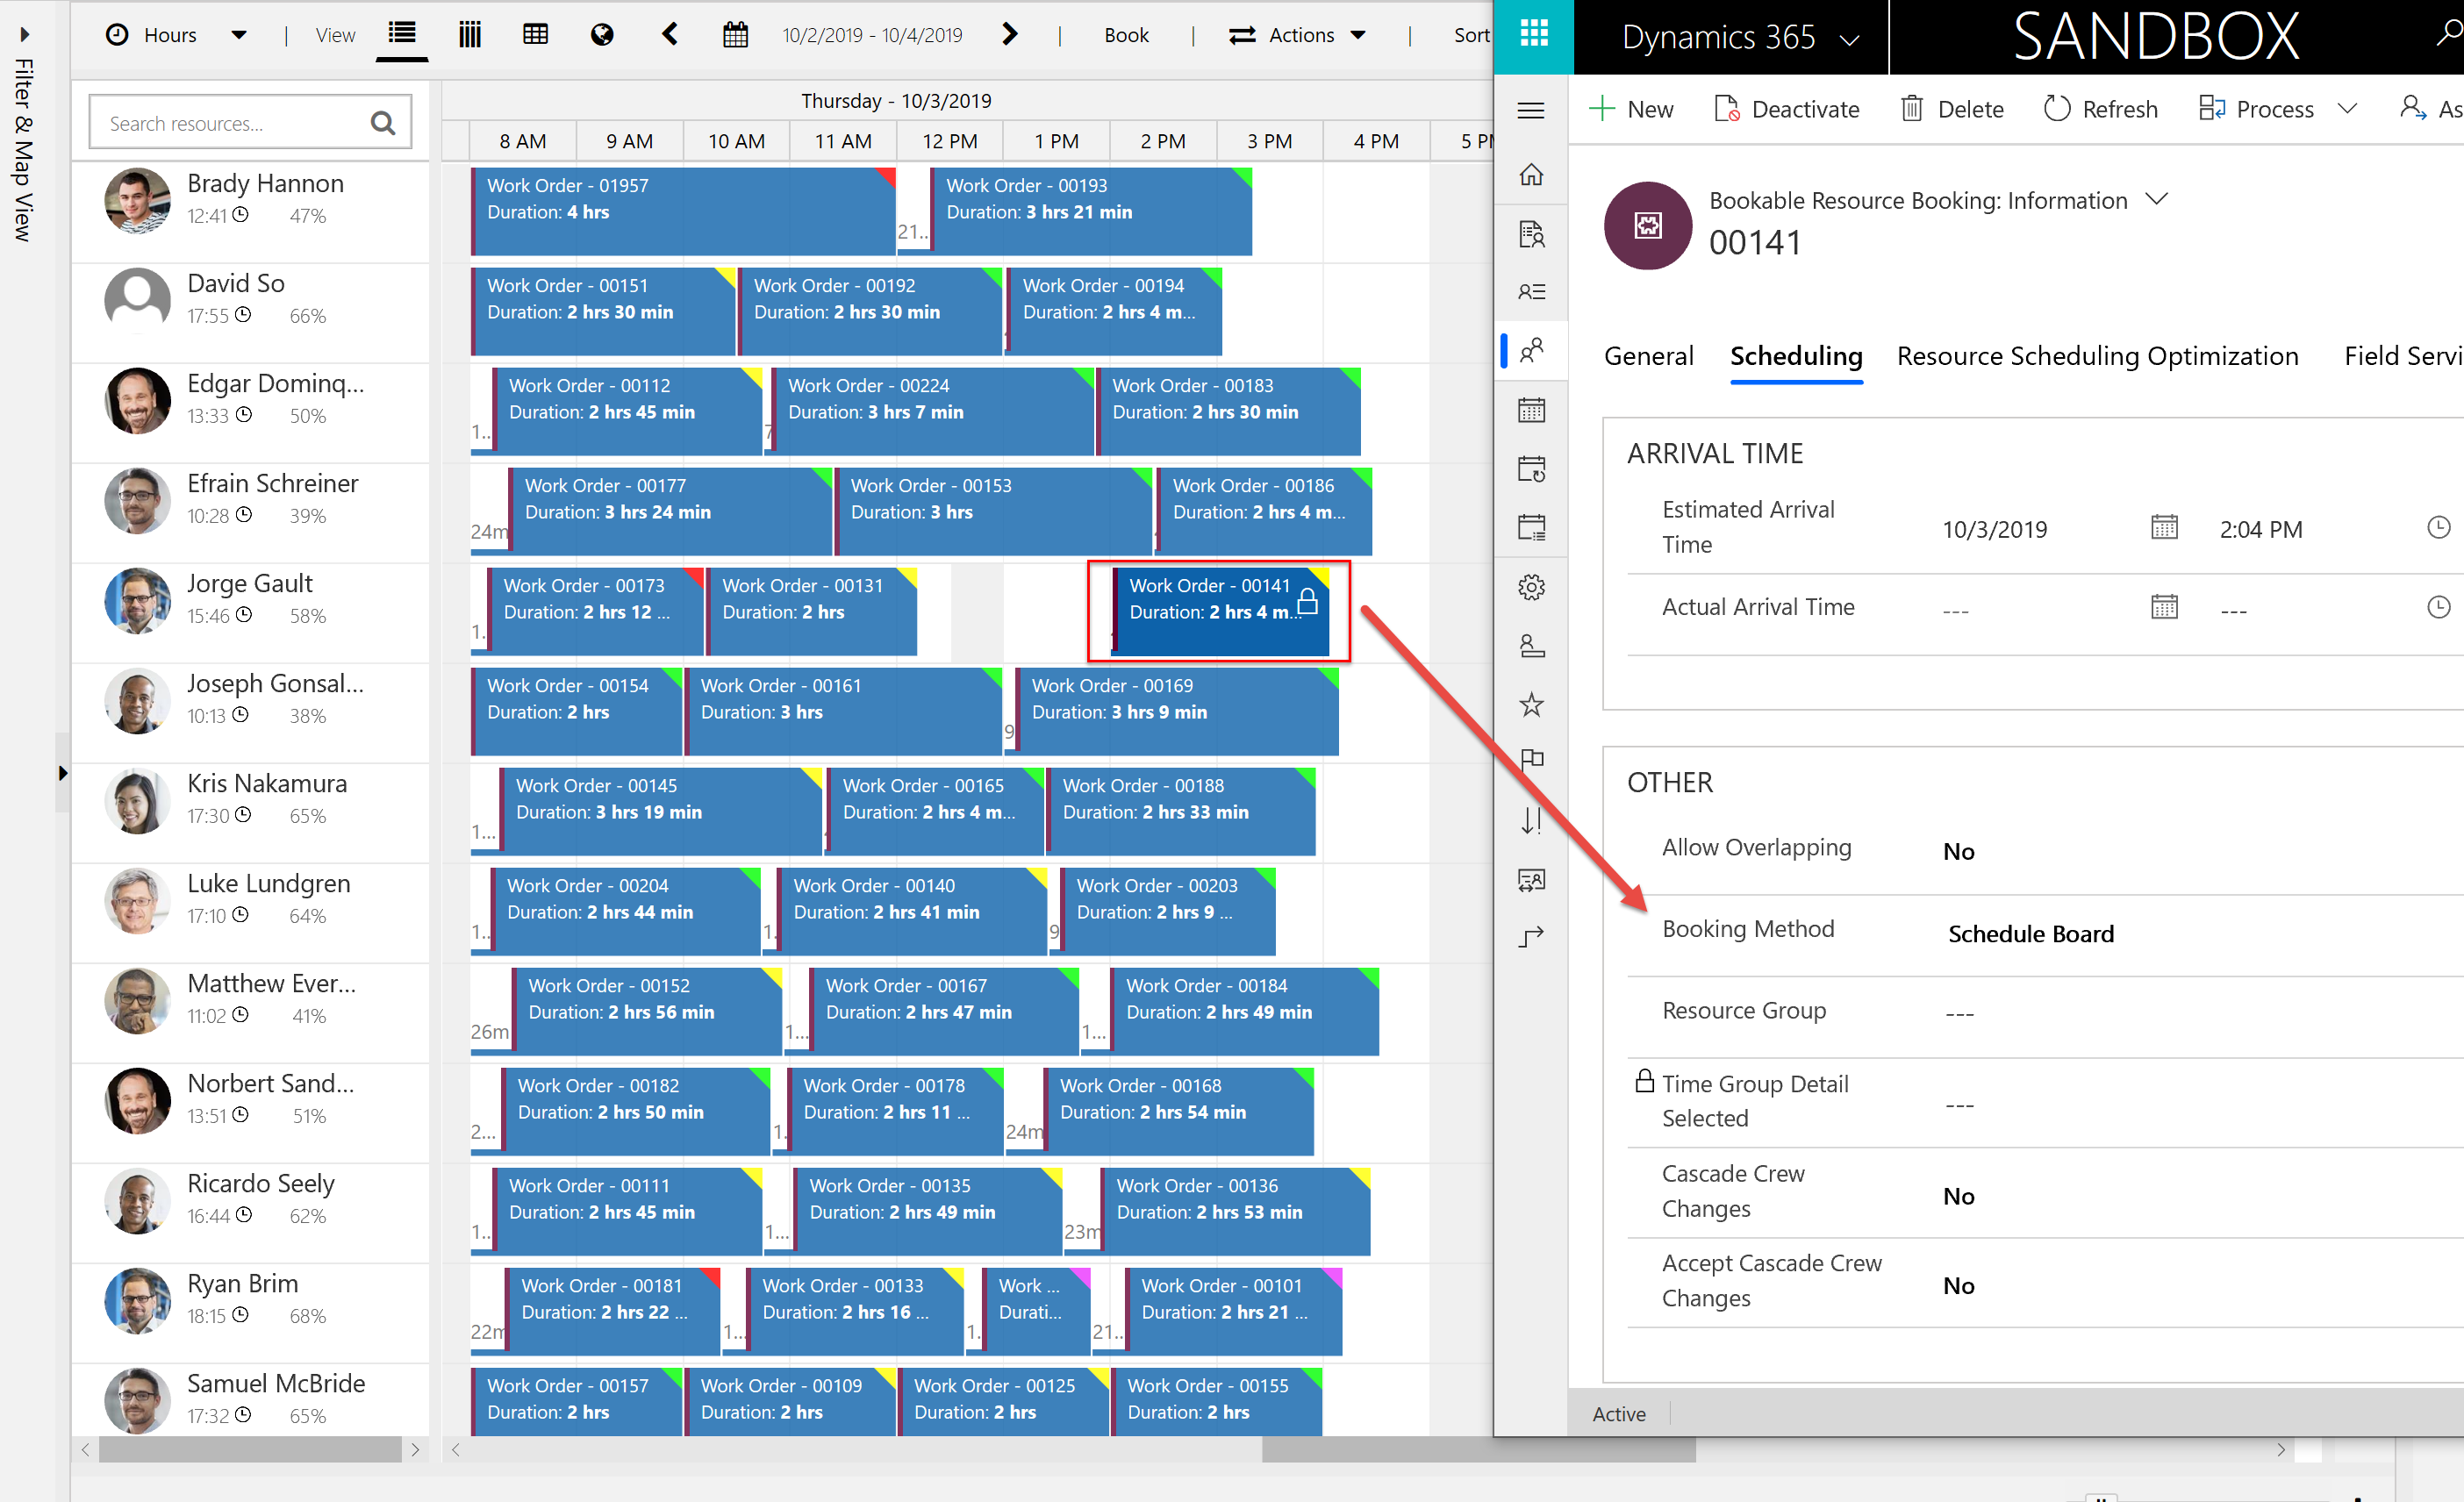 Filter & Map View
Hours
View
10/2/2019 - 10/4/2019
Book
Actions
Sort
Search resources...
Thursday - 10/3/2019
8 AM 9 AM 10 AM 11 AM 12 PM 1 PM 2 PM 3 PM 4 PM
Brady Hannon
12:41 47%
Work Order - 01957
Duration: 4 hrs
21..
Work Order - 00193
Duration: 3 hrs 21 min
David So
17:55 66%
Work Order - 00151
Duration: 2 hrs 30 min
Work Order - 00192
Duration: 2 hrs 30 min
Work Order - 00194
Duration: 2 hrs 4 m...
Edgar Dominq...
13:33 50%
1..
Work Order - 00112
Duration: 2 hrs 45 min
7
Work Order - 00224
Duration: 3 hrs 7 min
Work Order - 00183
Duration: 2 hrs 30 min
Efrain Schreiner
10:28 39%
24m
Work Order - 00177
Duration: 3 hrs 24 min
Work Order - 00153
Duration: 3 hrs
Work Order - 00186
Duration: 2 hrs 4 m...
Jorge Gault
15:46 58%
1.
Work Order - 00173
Duration: 2 hrs 12 ...
Work Order - 00131
Duration: 2 hrs
Work Order - 00141
Duration: 2 hrs 4 m...
Joseph Gonsal...
10:13 38%
Work Order - 00154
Duration: 2 hrs
Work Order - 00161
Duration: 3 hrs
9
Work Order - 00169
Duration: 3 hrs 9 min
Kris Nakamura
17:30 65%
1...
Work Order - 00145
Duration: 3 hrs 19 min
Work Order - 00165
Duration: 2 hrs 4 m...
Work Order - 00188
Duration: 2 hrs 33 min
Luke Lundgren
17:10 64%
1..
Work Order - 00204
Duration: 2 hrs 44 min
1.
Work Order - 00140
Duration: 2 hrs 41 min
9
Work Order - 00203
Duration: 2 hrs 9 ...
Matthew Ever...
11:02 41%
26m
Work Order - 00152
Duration: 2 hrs 56 min
1...
Work Order - 00167
Duration: 2 hrs 47 min
1...
Work Order - 00184
Duration: 2 hrs 49 min
Norbert Sand...
13:51 51%
2...
Work Order - 00182
Duration: 2 hrs 50 min
1.
Work Order - 00178
Duration: 2 hrs 11 ...
24m
Work Order - 00168
Duration: 2 hrs 54 min
Ricardo Seely
16:44 62%
1..
Work Order - 00111
Duration: 2 hrs 45 min
1...
Work Order - 00135
Duration: 2 hrs 49 min
23m
Work Order - 00136
Duration: 2 hrs 53 min
Ryan Brim
18:15 68%
22m
Work Order - 00181
Duration: 2 hrs 22 ...
1...
Work Order - 00133
Duration: 2 hrs 16 ...
1.
Work ...
Durati...
21..
Work Order - 00101
Duration: 2 hrs 21 ...
Samuel McBride
17:32 65%
Work Order - 00157
Duration: 2 hrs
Work Order - 00109
Duration: 2 hrs
Work Order - 00125
Duration: 2 hrs
Work Order - 00155
Duration: 2 hrs
Dynamics 365
SANDBOX
New
Deactivate
Delete
Refresh
Process
As
Bookable Resource Booking: Information
00141
General
Scheduling
Resource Scheduling Optimization
Field Servi
ARRIVAL TIME
Estimated Arrival
Time
10/3/2019 2:04 PM
Actual Arrival Time
--- ---
OTHER
Allow Overlapping
No
Booking Method
Schedule Board
Resource Group
---
Time Group Detail
Selected
---
Cascade Crew
Changes
No
Accept Cascade Crew
Changes
No
Active